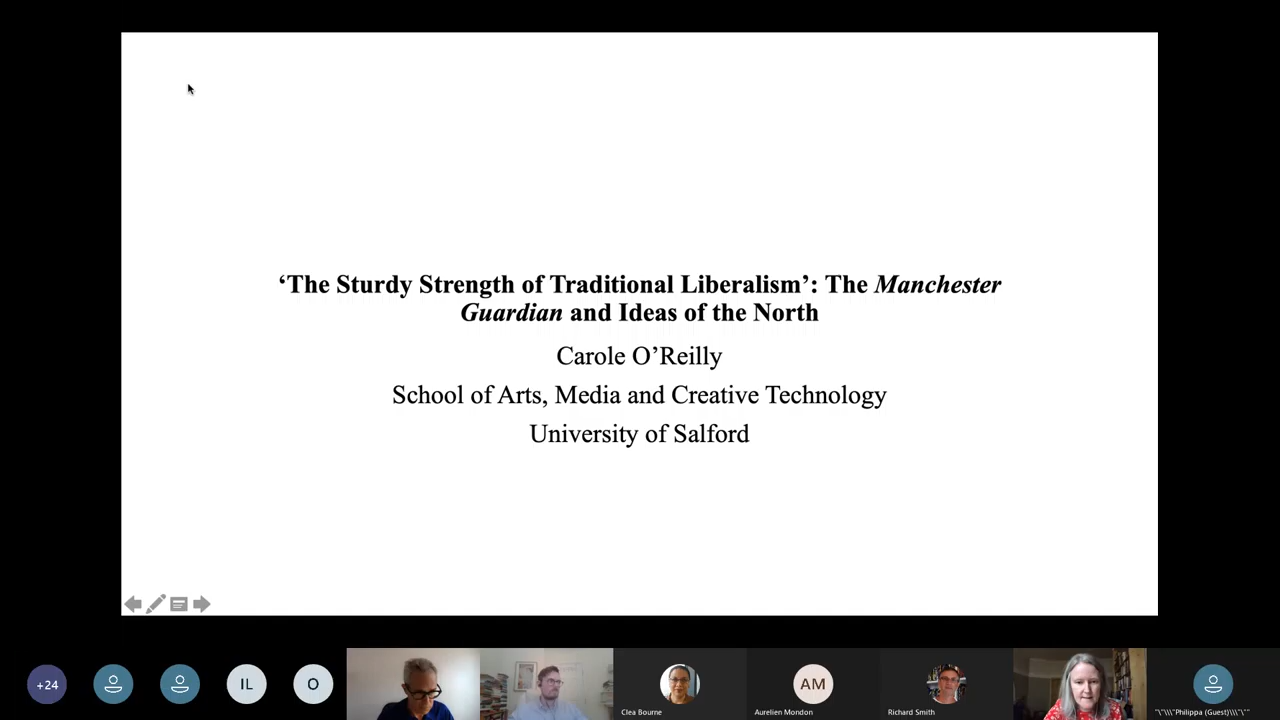 ‘The Sturdy Strength of Traditional Liberalism’: The Manchester
Guardian and Ideas of the North
Carole O’Reilly
School of Arts, Media and Creative Technology
University of Salford
+24
IL
O
Clea Bourne
AM
Aurelien Mondon
Richard Smith
"\"\\\"Philippa (Guest)\\\"\""